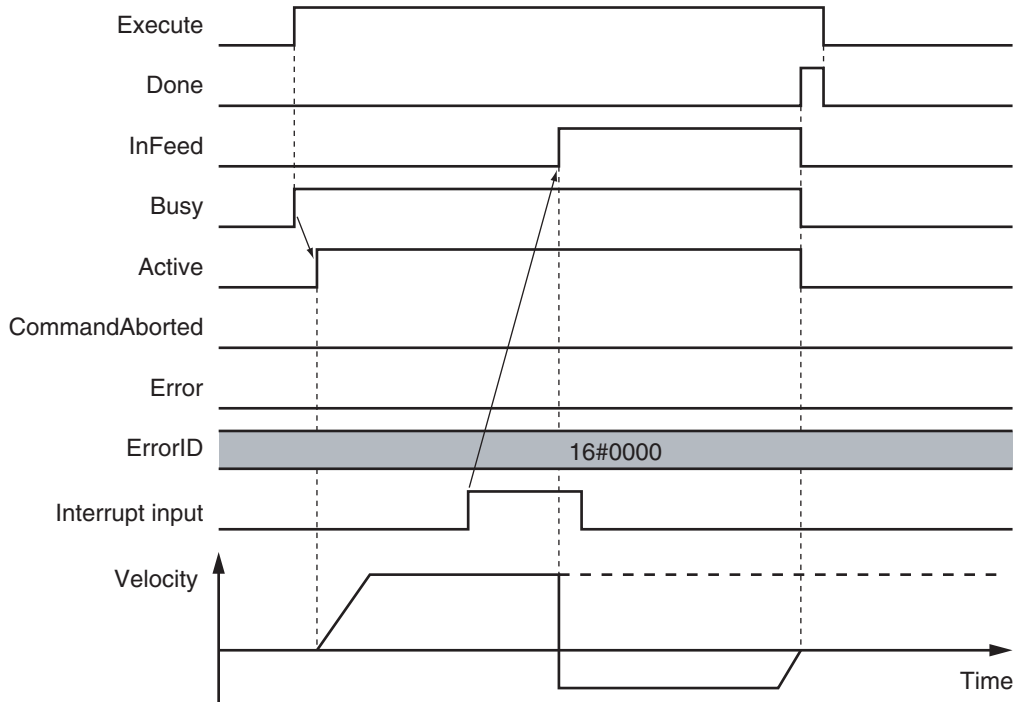 Execute
Done
InFeed
Busy
Active
CommandAborted
Error
ErrorID
16#0000
Interrupt input
Velocity
Time